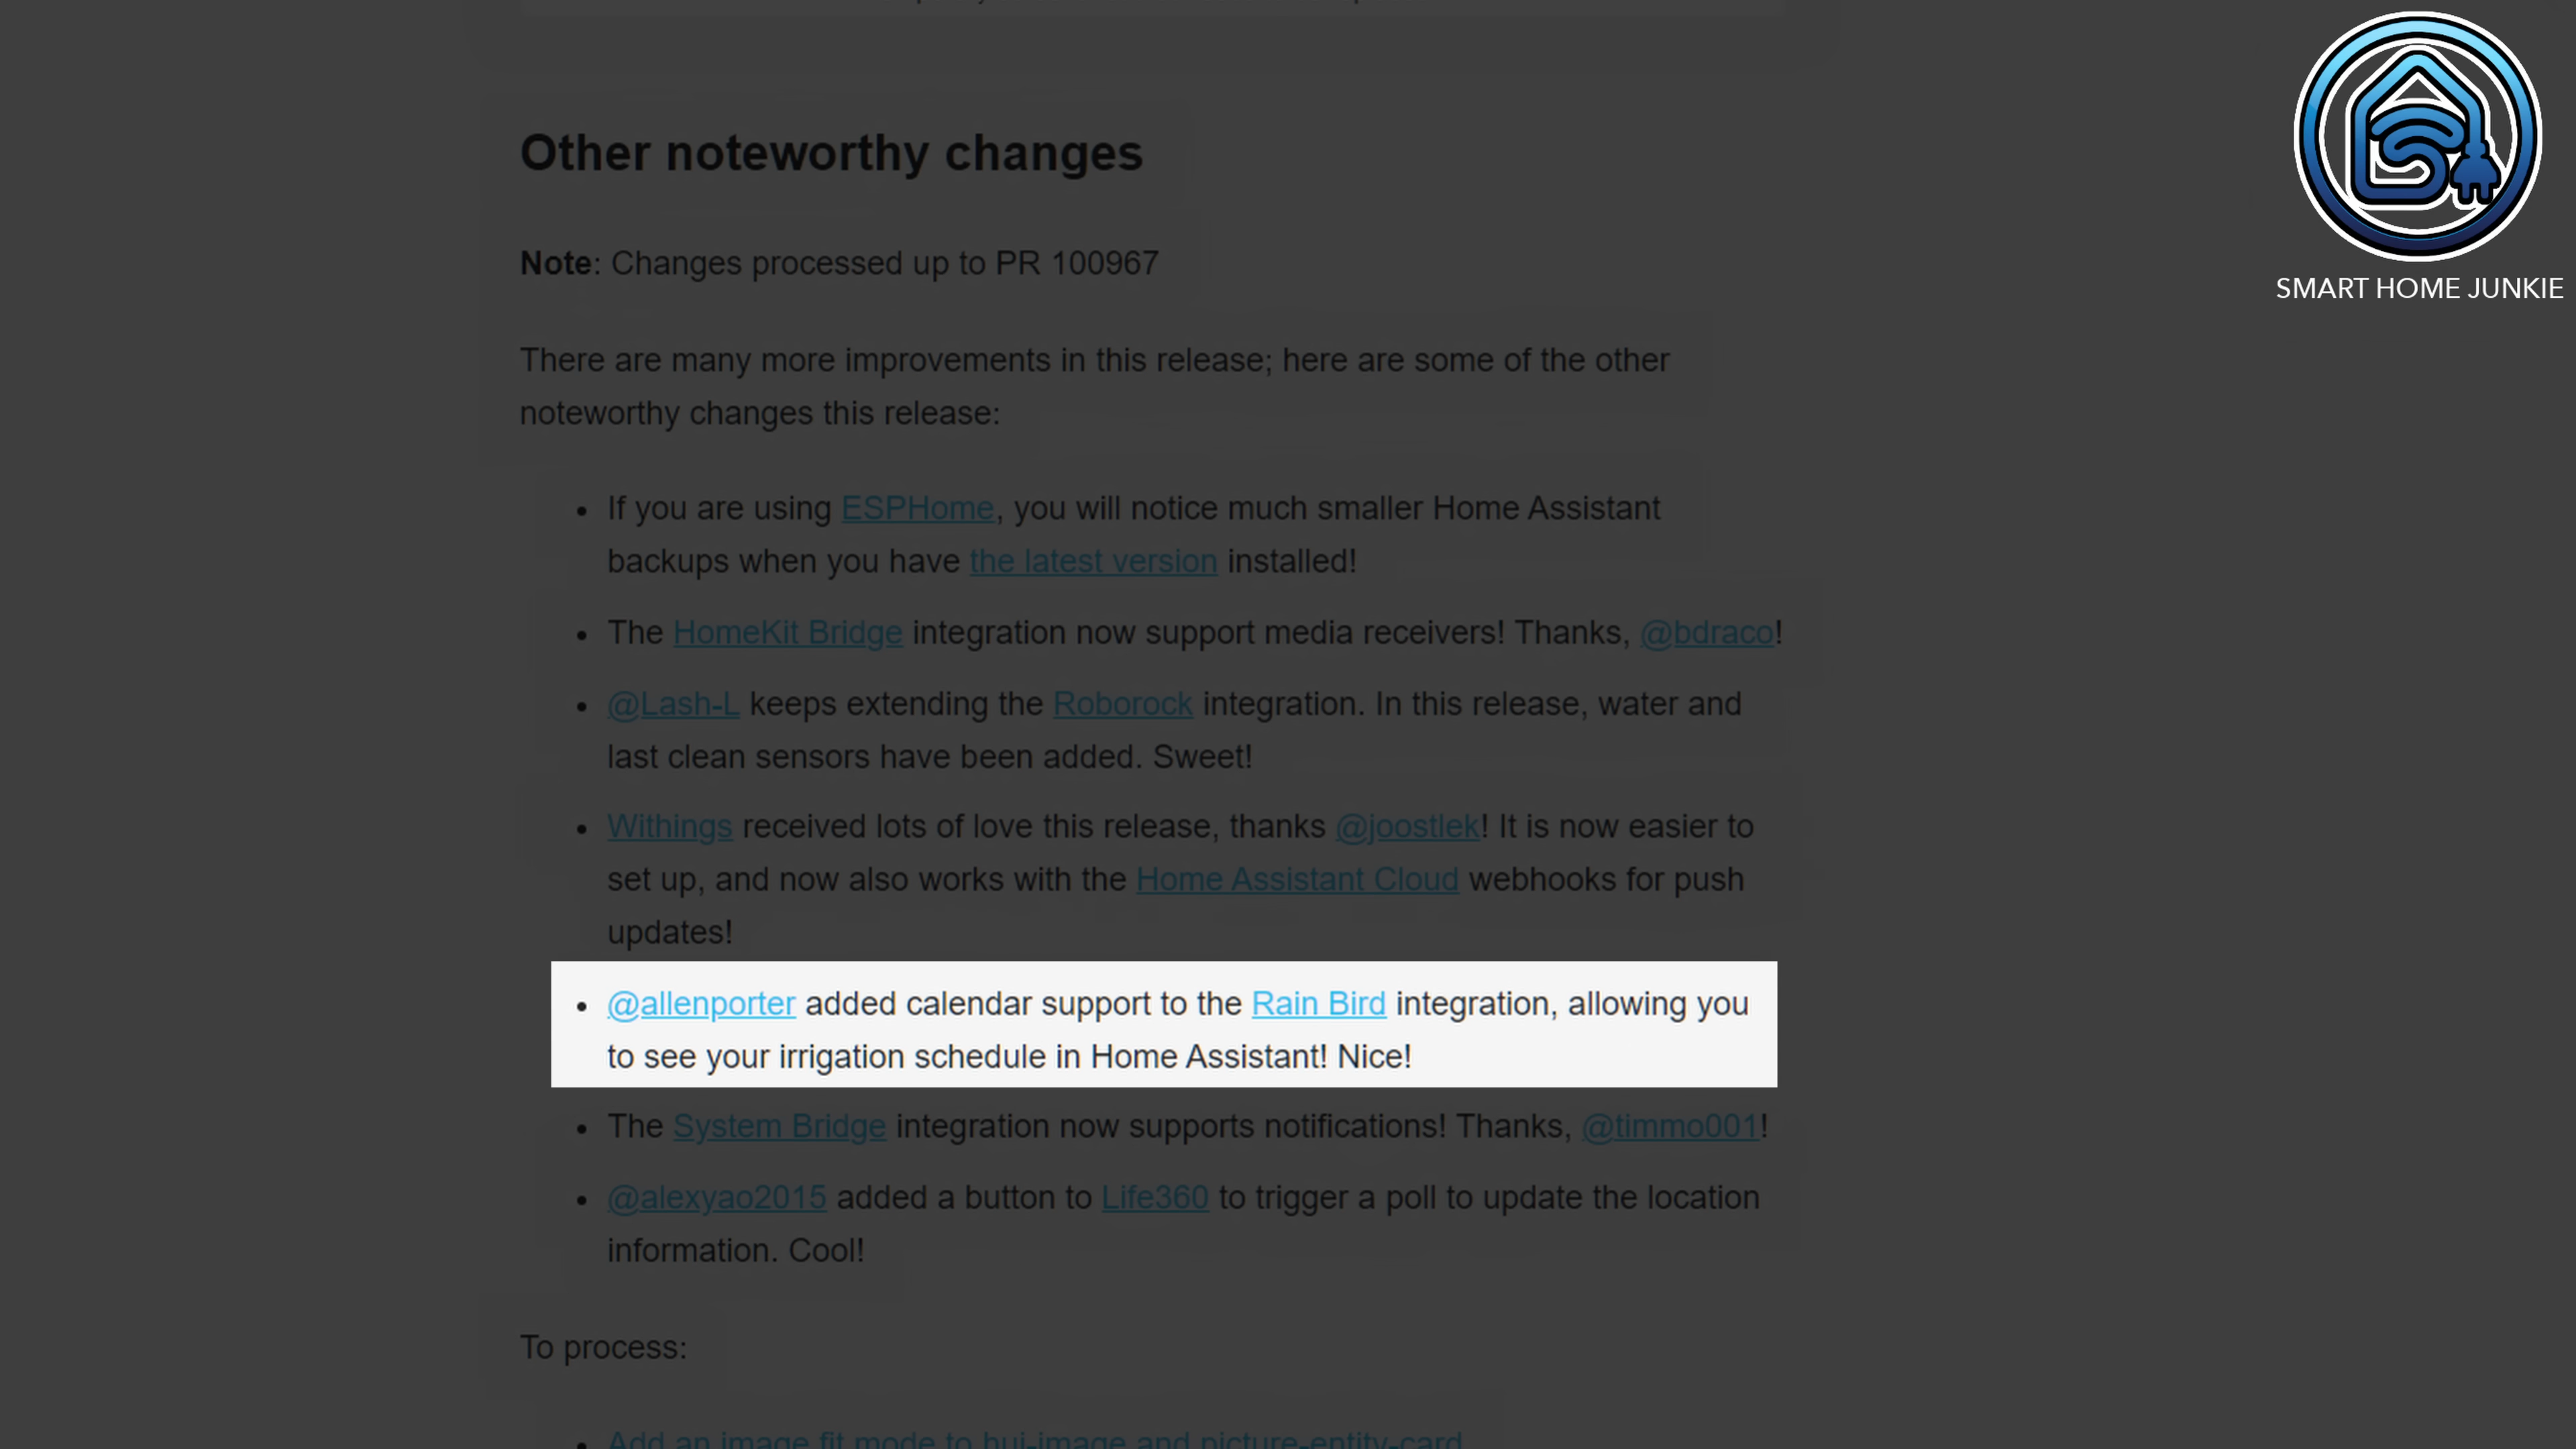 Other noteworthy changes
Note: Changes processed up to PR 100967
There are many more improvements in this release; here are some of the other
noteworthy changes this release:
• If you are using ESPHome, you will notice much smaller Home Assistant
backups when you have the latest version installed!
• The HomeKit Bridge integration now support media receivers! Thanks, @bdraco!
• @Lash-L keeps extending the Roborock integration. In this release, water and
last clean sensors have been added. Sweet!
• Withings received lots of love this release, thanks @joostlek! It is now easier to
set up, and now also works with the Home Assistant Cloud webhooks for push
updates!
• @allenporter added calendar support to the Rain Bird integration, allowing you
to see your irrigation schedule in Home Assistant! Nice!
• The System Bridge integration now supports notifications! Thanks, @timmo001!
• @alexyao2015 added a button to Life360 to trigger a poll to update the location
information. Cool!
To process:
• Add an image fit mode to hui-image and picture-entity-card
SMART HOME JUNKIE